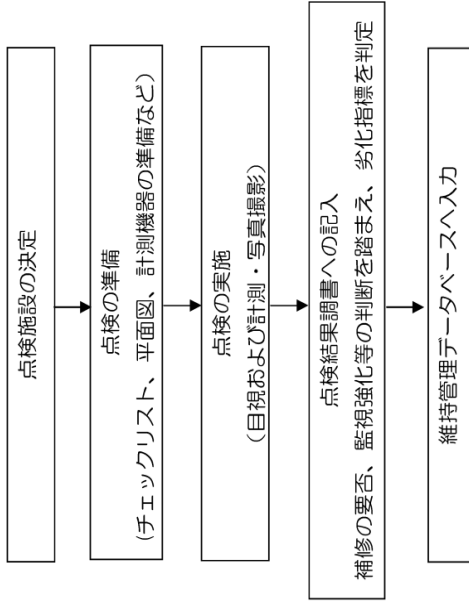 点検施設の決定
点検の準備
(チェックリスト、平面図、計測機器の準備など)
点検の実施
(目視および計測・写真撮影)
点検結果調書への記入
補修の要否、監視強化等の判断を踏まえ、劣化指標を判定
維持管理データベースへ入力